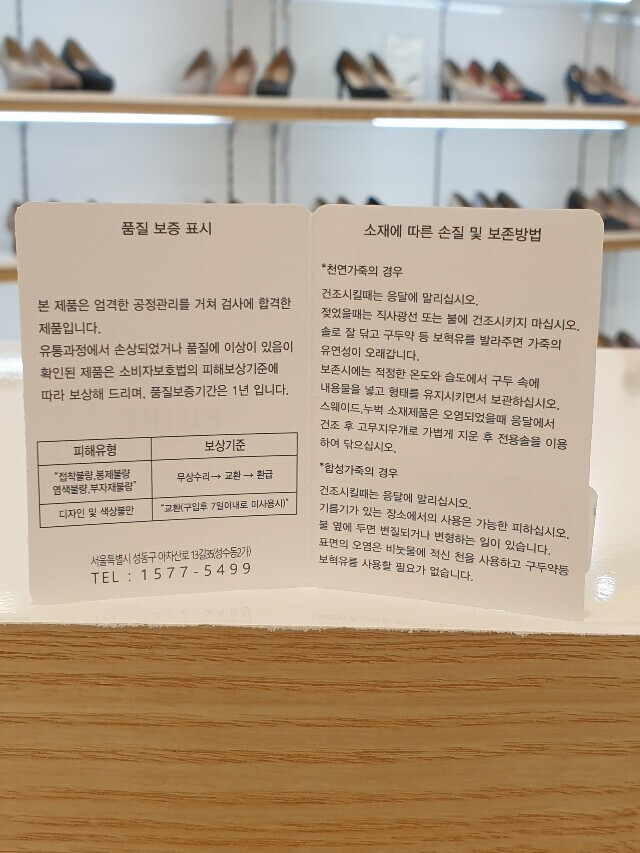 품질 보증 표시
본 제품은 엄격한 공정관리를 거쳐 검사에 합격한
제품입니다.
유통과정에서 손상되었거나 품질에 이상이 있음이
확인된 제품은 소비자보호법의 피해보상기준에
따라 보상해 드리며, 품질보증기간은 1년 입니다.
피해유형 보상기준
"접착불량,봉제불량
염색불량,부자재불량" 무상수리→ 교환→ 환급
디자인 및 색상불만 "교환(구입후 7일이내로 미사용시)"
서울특별시 성동구 아차산로 13길35(성수동2가)
TEL : 1577-5499
소재에 따른 손질 및 보존방법
*천연가죽의 경우
건조시킬때는 응달에 말리십시오.
젖었을때는 직사광선 또는 불에 건조시키지 마십시오.
솔로 잘 닦고 구두약 등 보혁유를 발라주면 가죽의
유연성이 오래갑니다.
보존시에는 적정한 온도와 습도에서 구두 속에
내용물을 넣고 형태를 유지시키면서 보관하십시오.
스웨이드,누벅 소재제품은 오염되었을때 응달에서
건조 후 고무지우개로 가볍게 지운 후 전용솔을 이용
하여 닦으십시오.
*합성가죽의 경우
건조시킬때는 응달에 말리십시오.
기름기가 있는 장소에서의 사용은 가능한 피하십시오.
불 옆에 두면 변질되거나 변형하는 일이 있습니다.
표면의 오염은 비눗물에 적신 천을 사용하고 구두약등
보혁유를 사용할 필요가 없습니다.